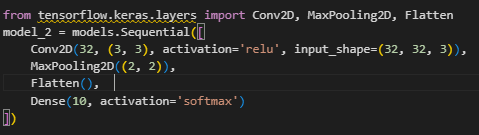 from tensorflow.keras.layers import Conv2D, MaxPooling2D, Flatten
model_2 = models.Sequential([
    Conv2D(32, (3, 3), activation='relu', input_shape=(32, 32, 3)),
    MaxPooling2D((2, 2)),
    Flatten(),
    Dense(10, activation='softmax')
])